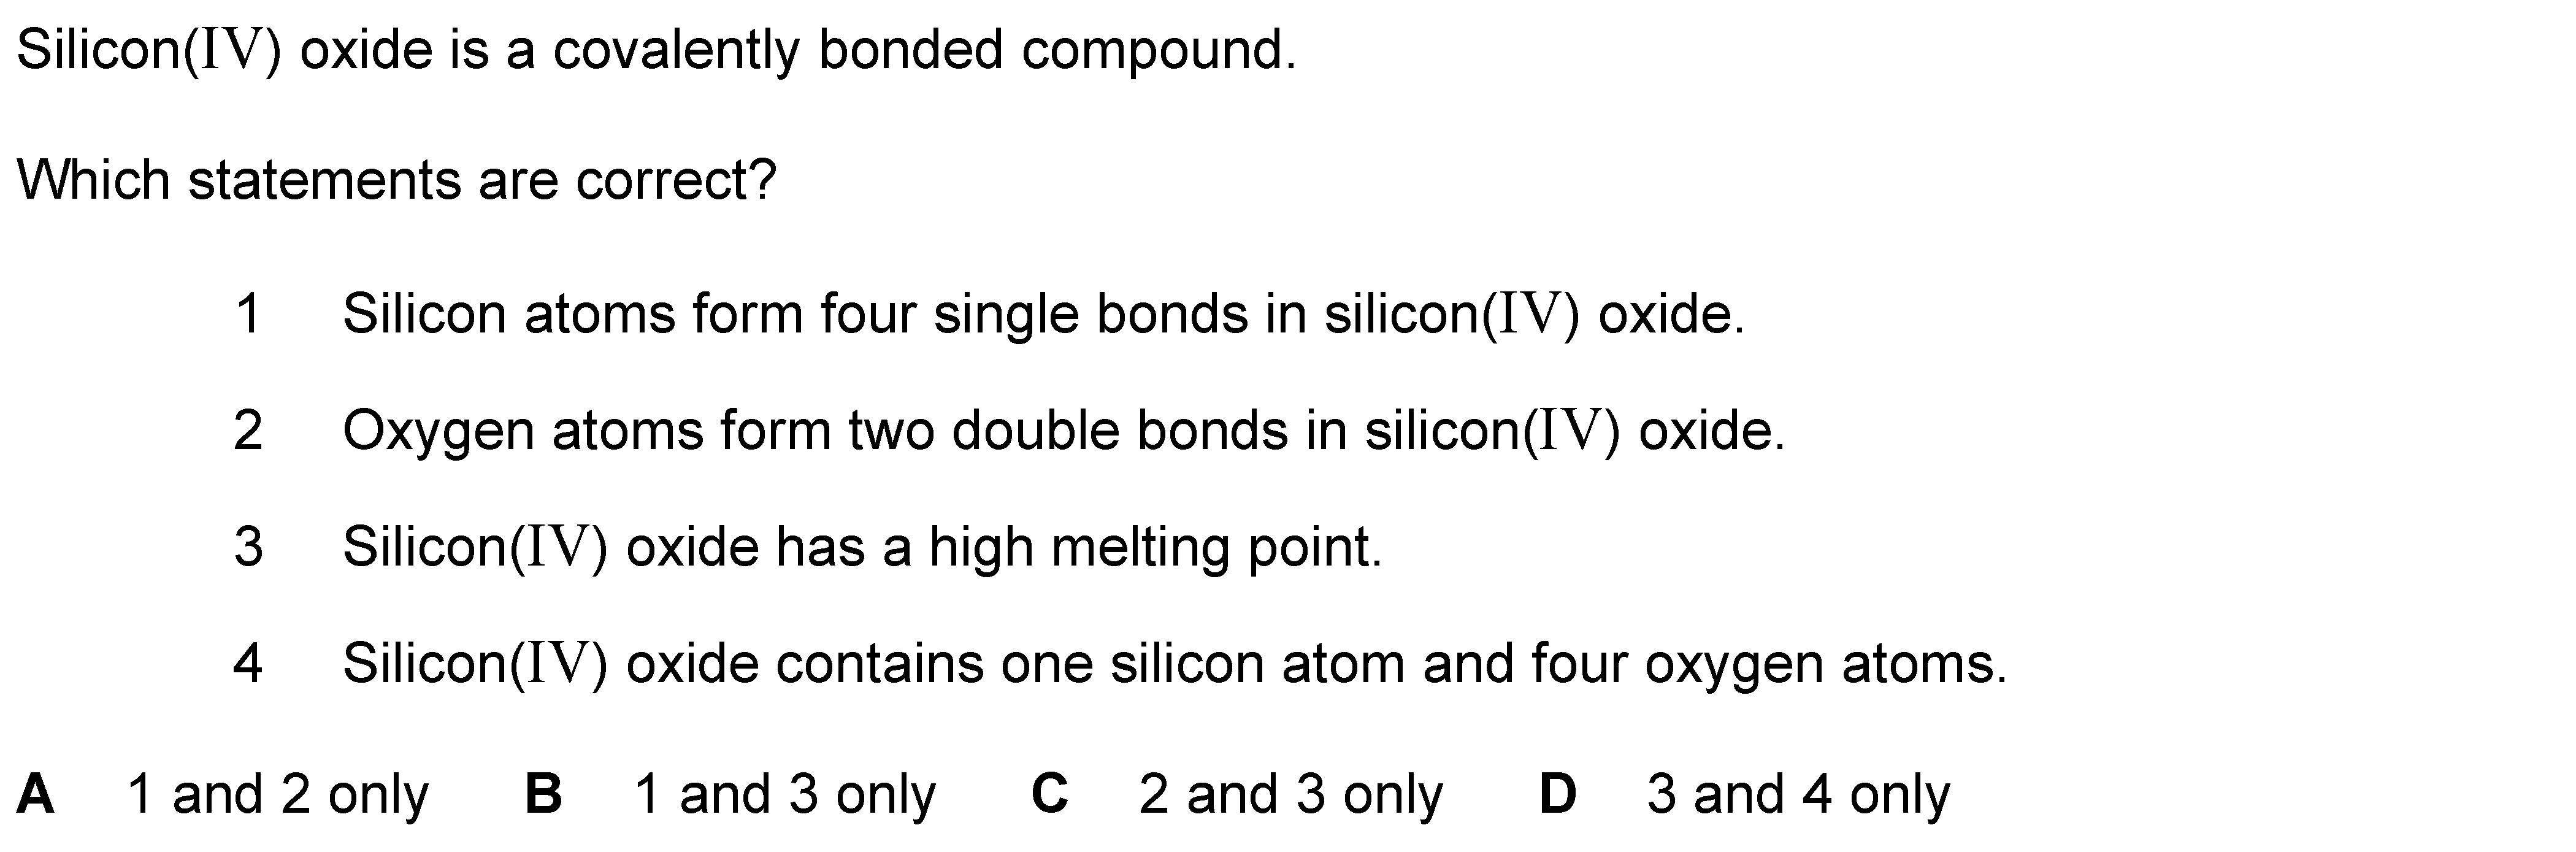 Silicon(IV) oxide is a covalently bonded compound.
Which statements are correct?
1 Silicon atoms form four single bonds in silicon(IV) oxide.
2 Oxygen atoms form two double bonds in silicon(IV) oxide.
3 Silicon(IV) oxide has a high melting point.
4 Silicon(IV) oxide contains one silicon atom and four oxygen atoms.
A 1 and 2 only B 1 and 3 only C 2 and 3 only D 3 and 4 only